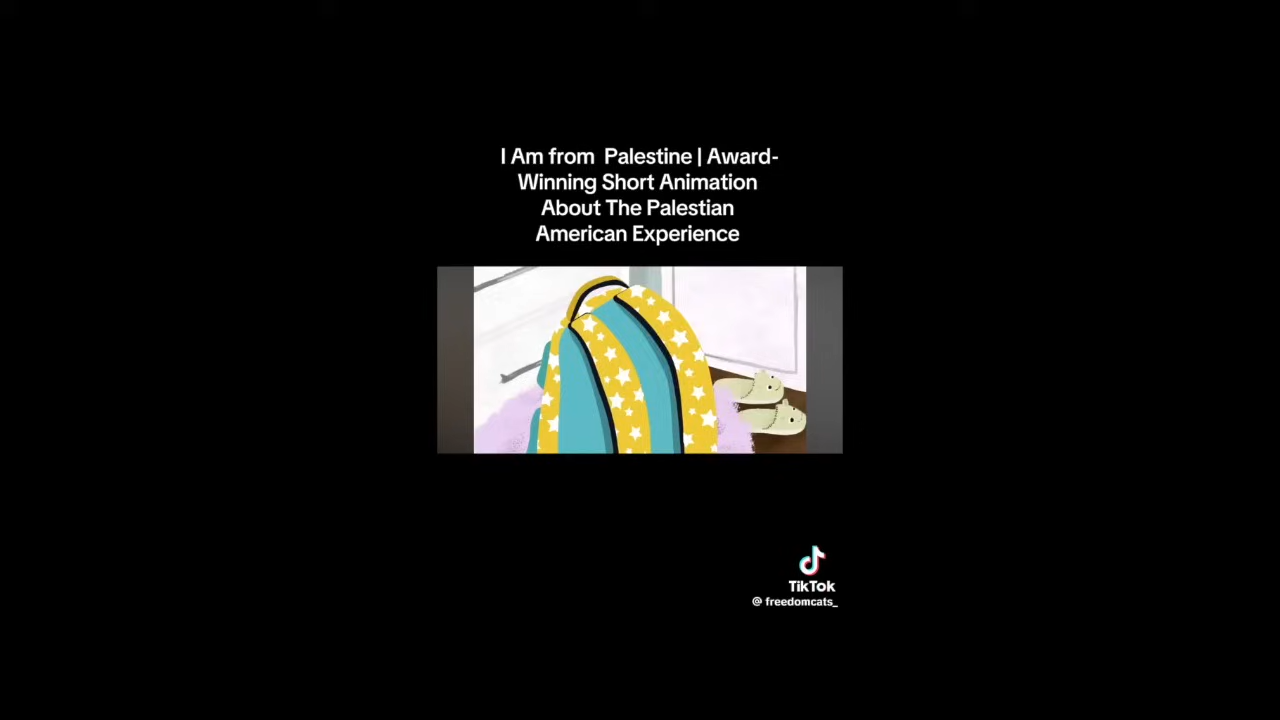 I Am from  Palestine | Award-
Winning Short Animation
About The Palestian
American Experience
TikTok
@ freedomcats_